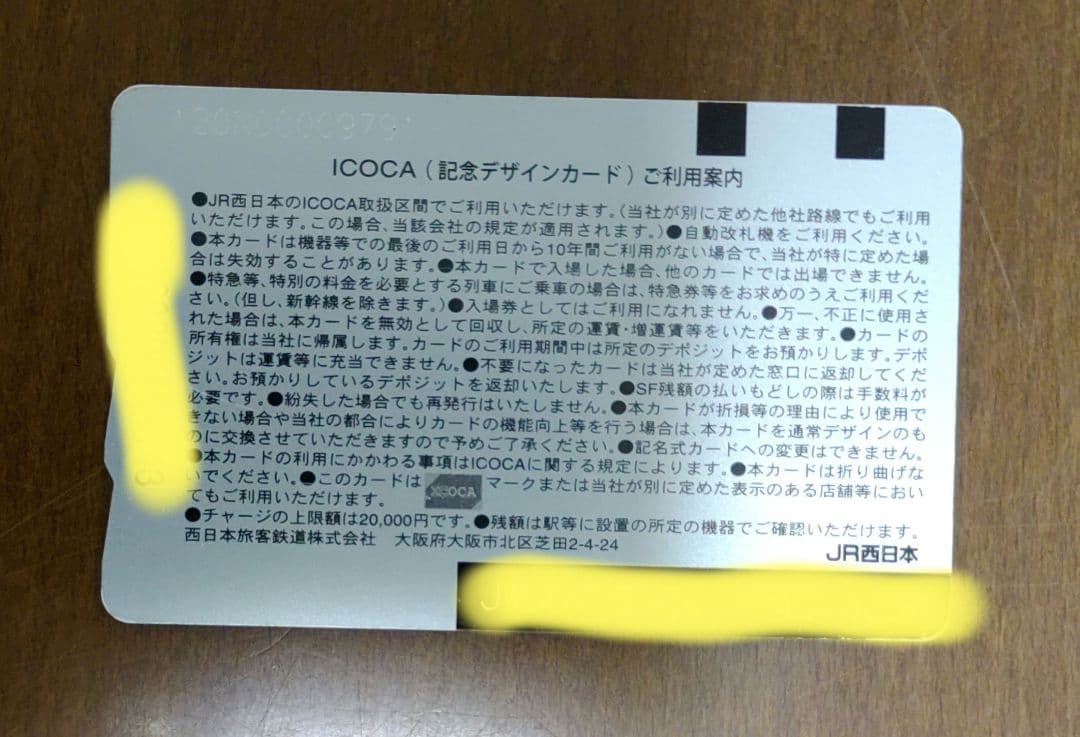 ICOCA（記念デザインカード）ご利用案内
●JR西日本のICOCA取扱区間でご利用いただけます。（当社が別に定めた他社路線でもご利用
いただけます。この場合、当該会社の規定が適用されます。）●自動改札機をご利用ください。
●本カードは機器等での最後のご利用日から10年間ご利用がない場合で、当社が特に定めた場
合は失効することがあります。●本カードで入場した場合、他のカードでは出場できません。
●特急等、特別の料金を必要とする列車にご乗車の場合は、特急券等をお求めのうえご利用くだ
さい。（但し、新幹線を除きます。）●入場券としてはご利用になれません。●万一、不正に使用さ
れた場合は、本カードを無効として回収し、所定の運賃・増運賃等をいただきます。●カードの
所有権は当社に帰属します。カードのご利用期間中は所定のデポジットをお預かりします。デポ
ジットは運賃等に充当できません。●不要になったカードは当社が定めた窓口に返却してくだ
さい。お預かりしているデポジットを返却いたします。●SF残額の払いもどしの際は手数料が
必要です。●紛失した場合でも再発行はいたしません。●本カードが折損等の理由により使用で
きない場合や当社の都合によりカードの機能向上等を行う場合は、本カードを通常デザインのも
のに交換させていただきますので予めご了承ください。●記名式カードへの変更はできません。
●本カードの利用にかかわる事項はICOCAに関する規定によります。●本カードは折り曲げな
いでください。●このカードは ICOCA マークまたは当社が別に定めた表示のある店舗等におい
てもご利用いただけます。
●チャージの上限額は20,000円です。●残額は駅等に設置の所定の機器でご確認いただけます。
西日本旅客鉄道株式会社 大阪府大阪市北区芝田2-4-24
JR西日本